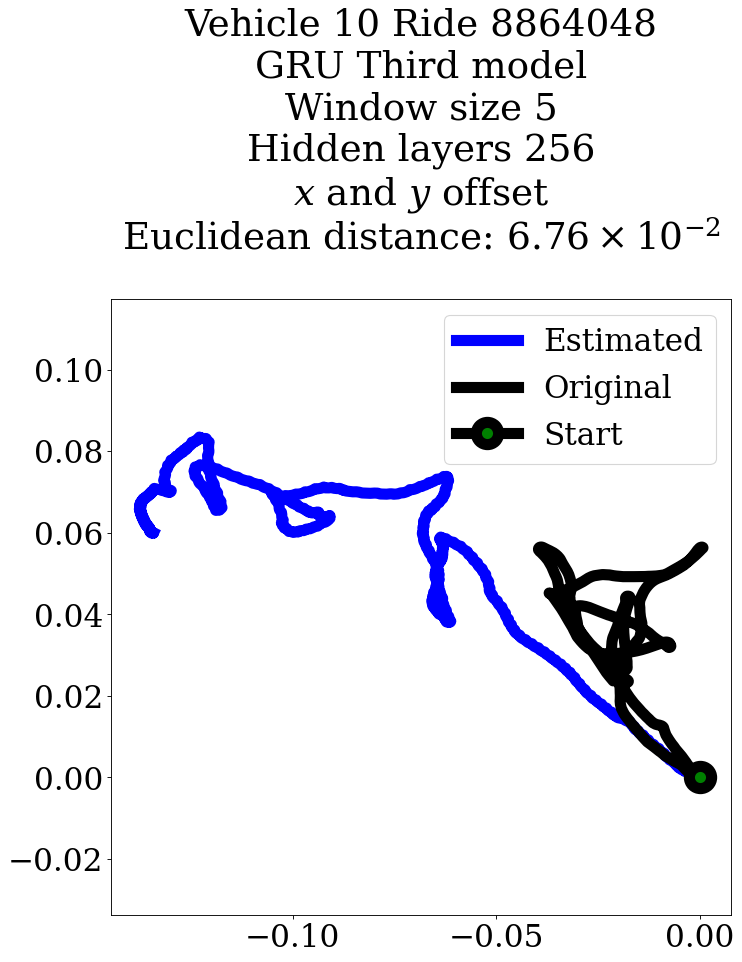 Vehicle 10 Ride 8864048
GRU Third model
Window size 5
Hidden layers 256
x and y offset
Euclidean distance: 6.76 × 10⁻²
Estimated
Original
Start
0.10
0.08
0.06
0.04
0.02
0.00
−0.02
−0.10
−0.05
0.00